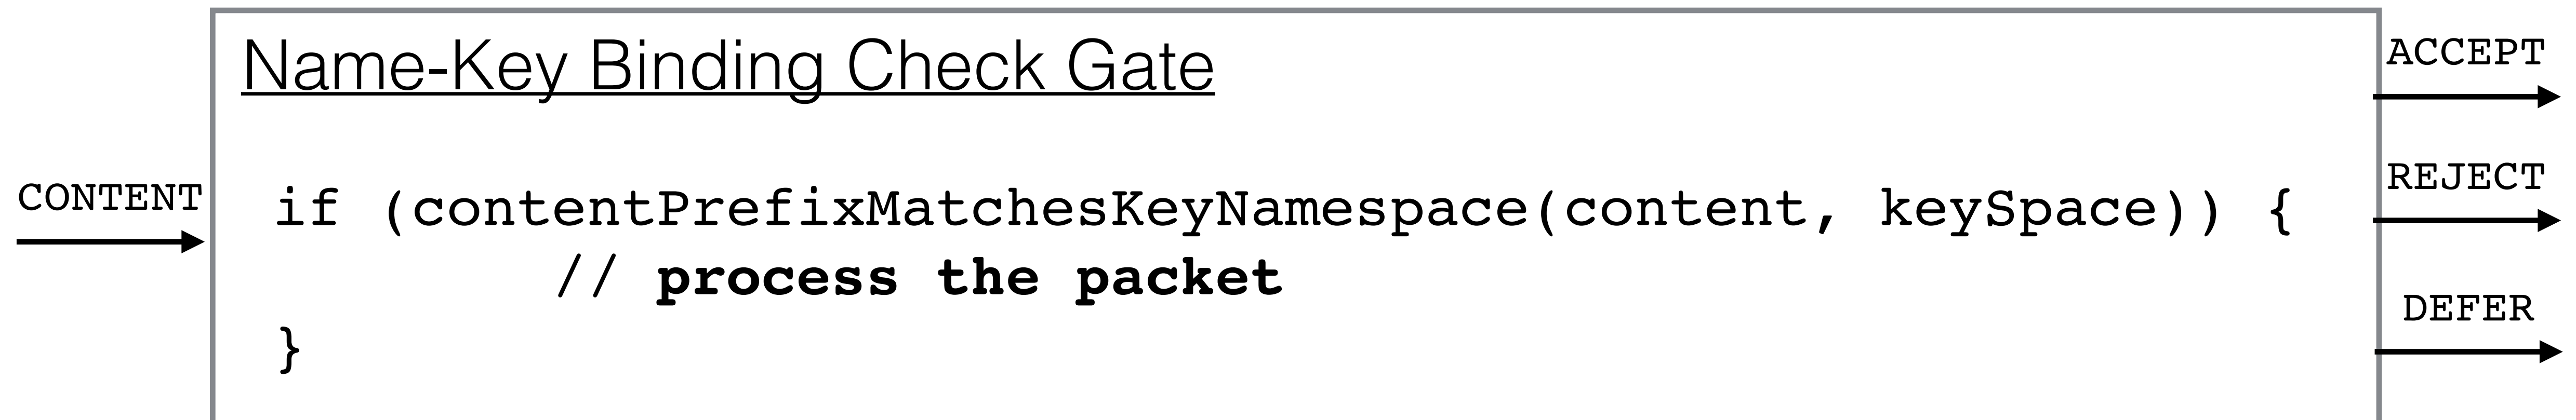 Name-Key Binding Check Gate
CONTENT
if (contentPrefixMatchesKeyNamespace(content, keySpace)) {
// process the packet
}
ACCEPT
REJECT
DEFER